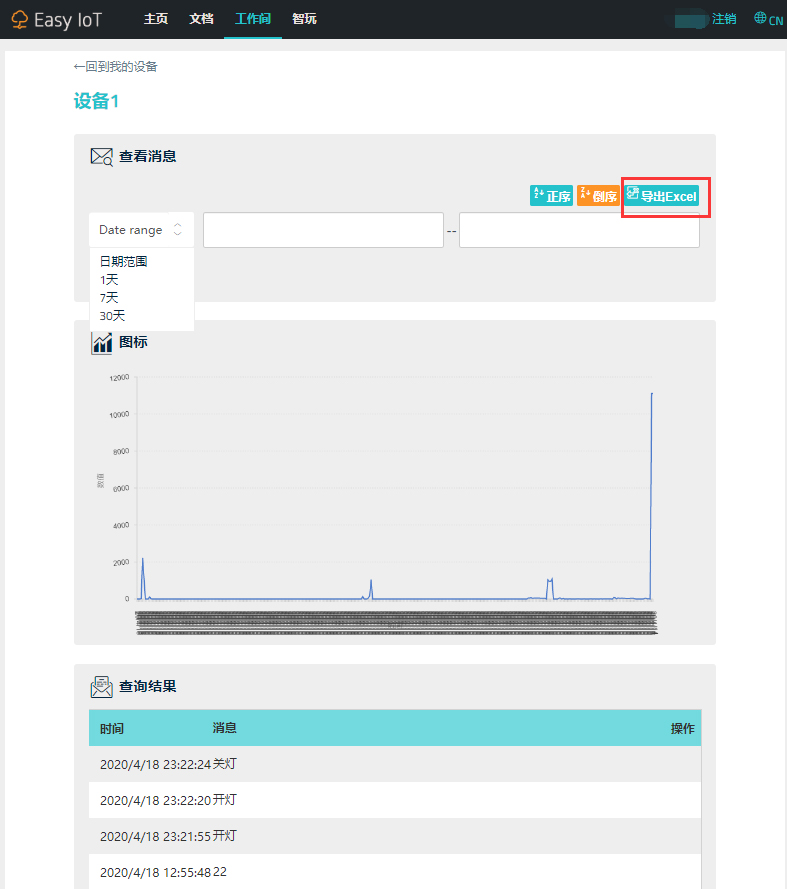 Easy IoT 主页 文档 工作间 智玩 注销 CN
←回到我的设备
设备1
查看消息
正序 倒序 导出Excel
Date range --
日期范围
1天
7天
30天
图标
12000
10000
8000
数值
6000
4000
2000
0
查询结果
时间 消息 操作
2020/4/18 23:22:24 关灯
2020/4/18 23:22:20 开灯
2020/4/18 23:21:55 开灯
2020/4/18 12:55:48 22